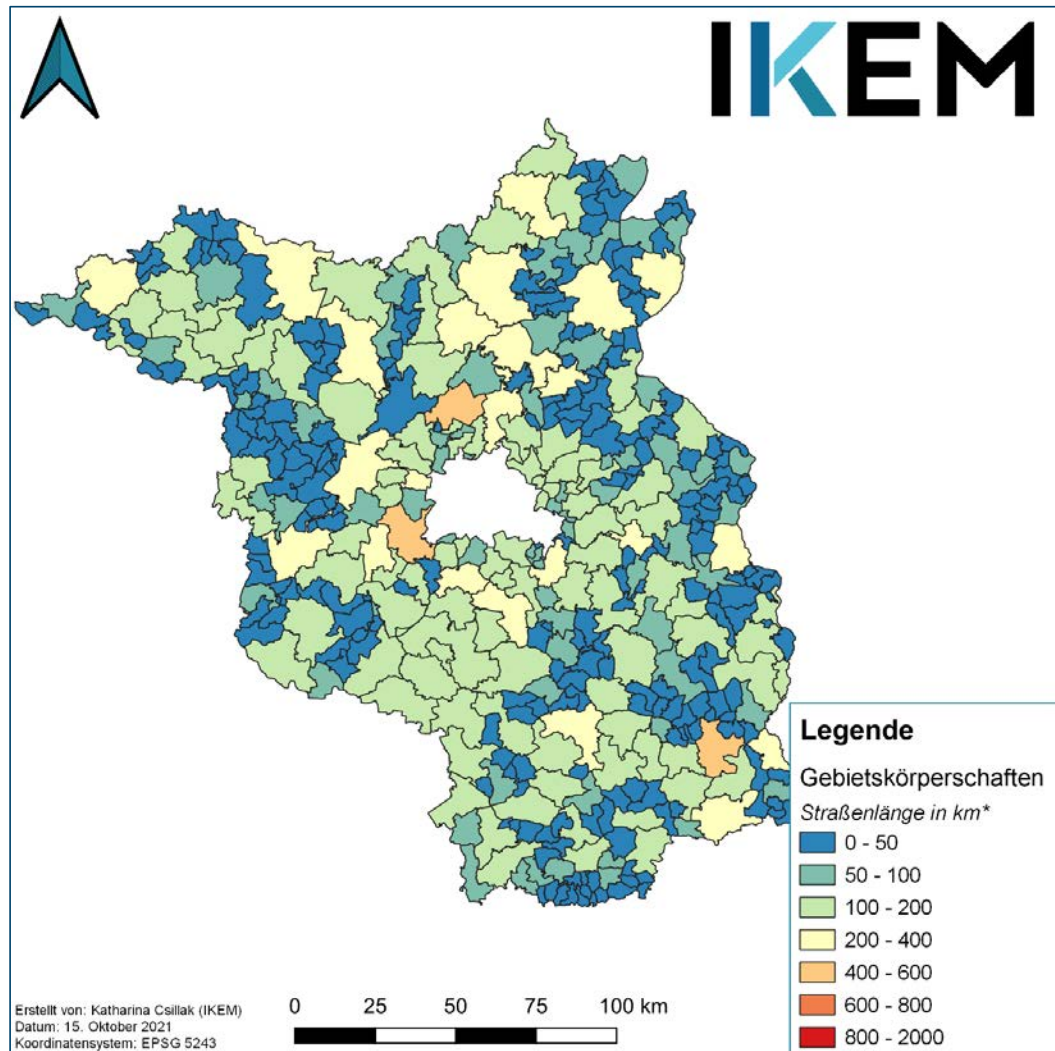 IKEM
Legende
Gebietskörperschaften
Straßenlänge in km*
0 - 50
50 - 100
100 - 200
200 - 400
400 - 600
600 - 800
800 - 2000
Erstellt von: Katharina Csillak (IKEM)
Datum: 15. Oktober 2021
Koordinatensystem: EPSG 5243
0 25 50 75 100 km